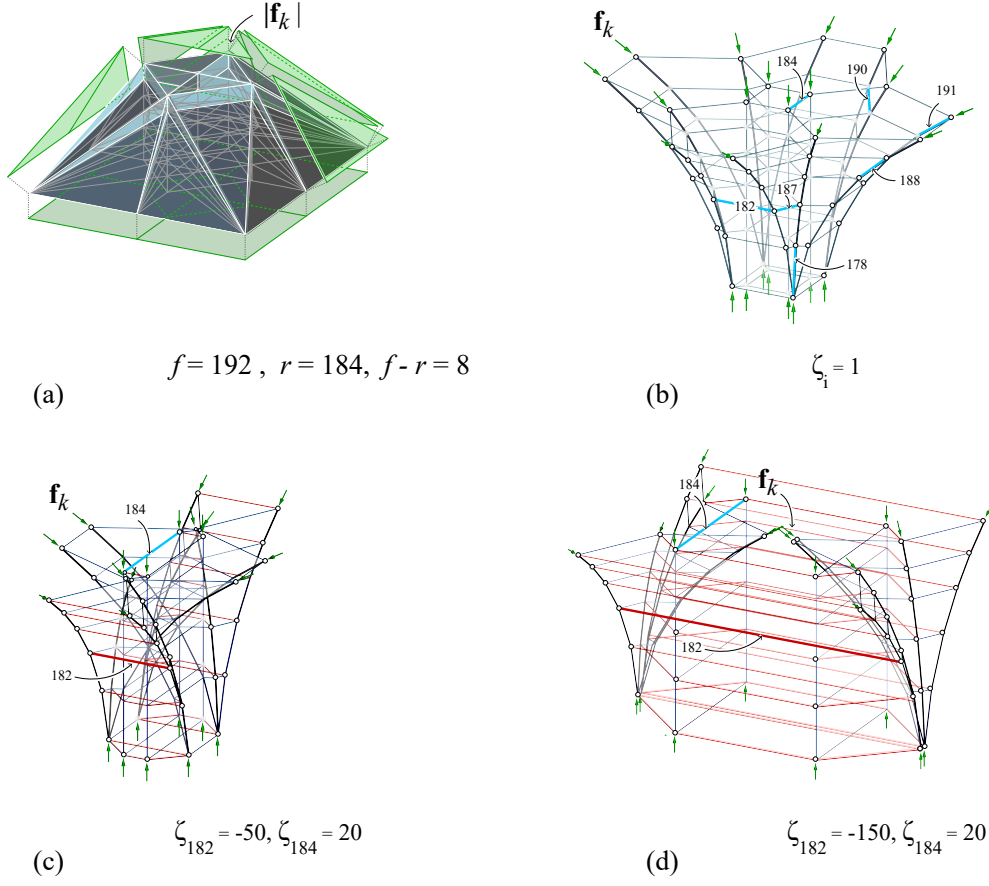 |f_k|
f = 192 , r = 184, f - r = 8
(a)
f_k
184
190
191
188
187
182
178
ζ_i = 1
(b)
f_k
184
182
ζ_182 = -50, ζ_184 = 20
(c)
184
f_k
182
ζ_182 = -150, ζ_184 = 20
(d)